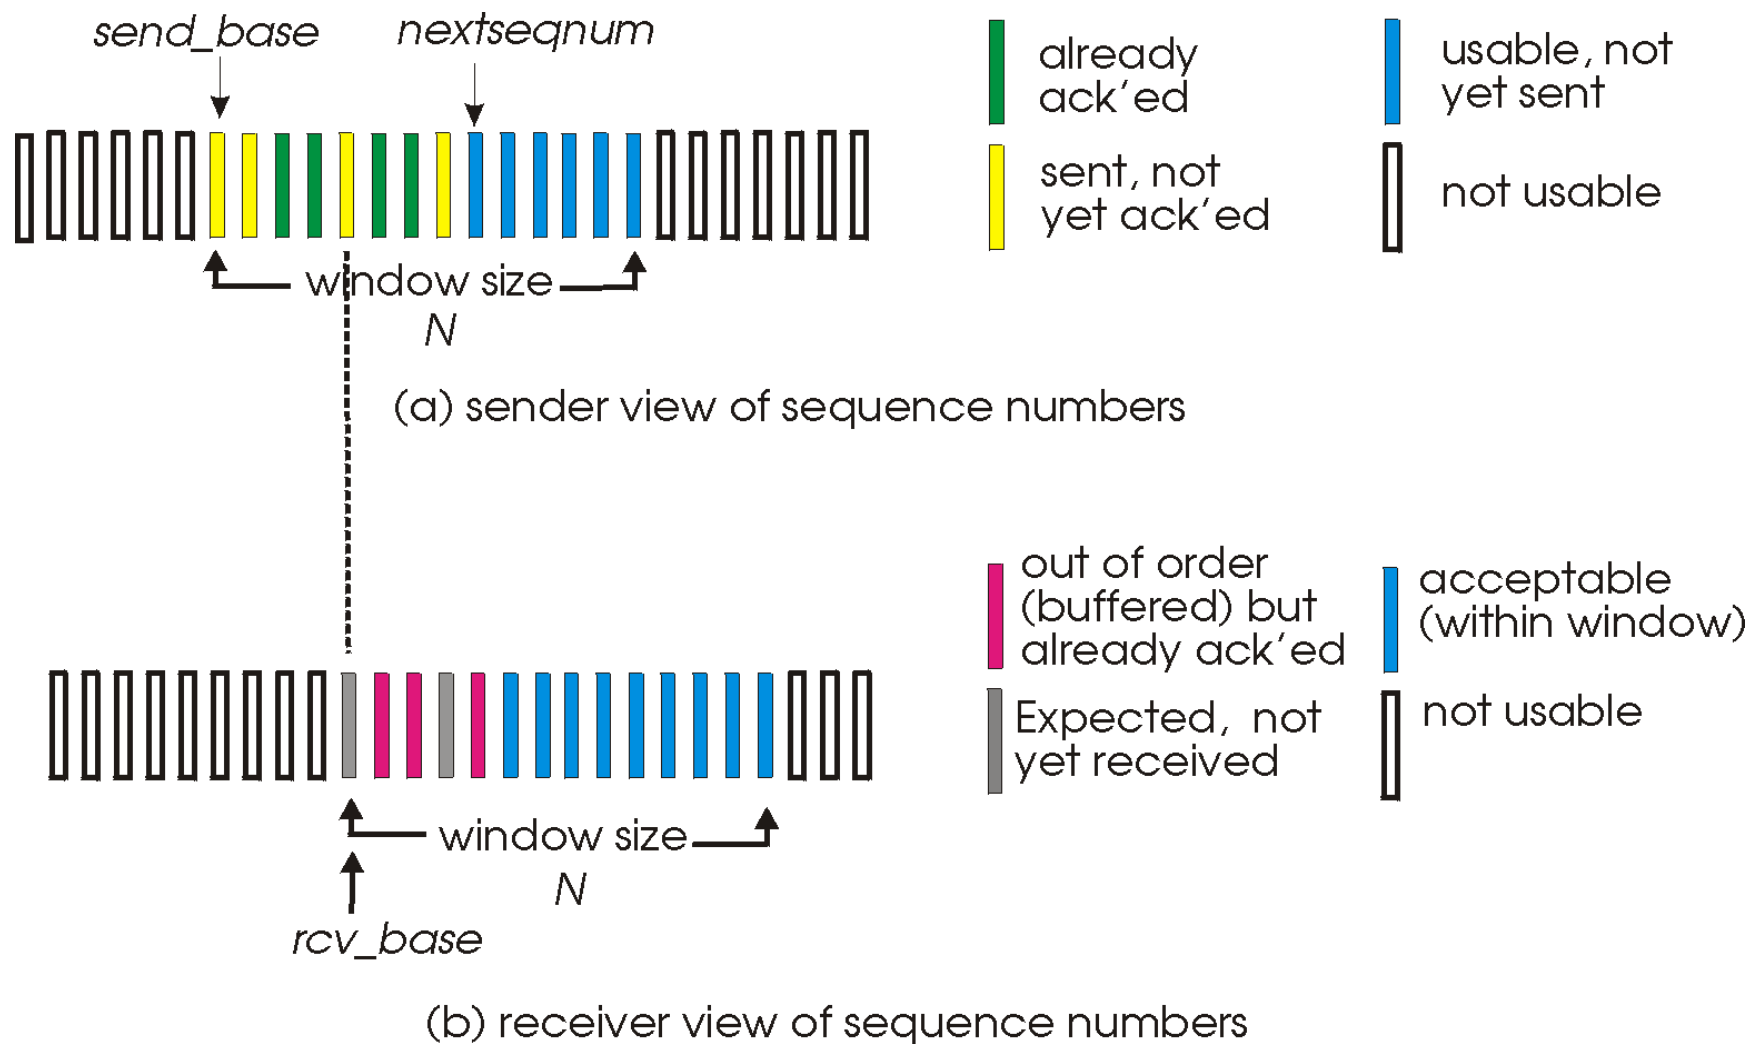 send_base
nextseqnum
already
ack'ed
usable, not
yet sent
sent, not
yet ack'ed
not usable
window size
N
(a) sender view of sequence numbers
out of order
(buffered) but
already ack'ed
acceptable
(within window)
Expected, not
yet received
not usable
window size
N
rcv_base
(b) receiver view of sequence numbers